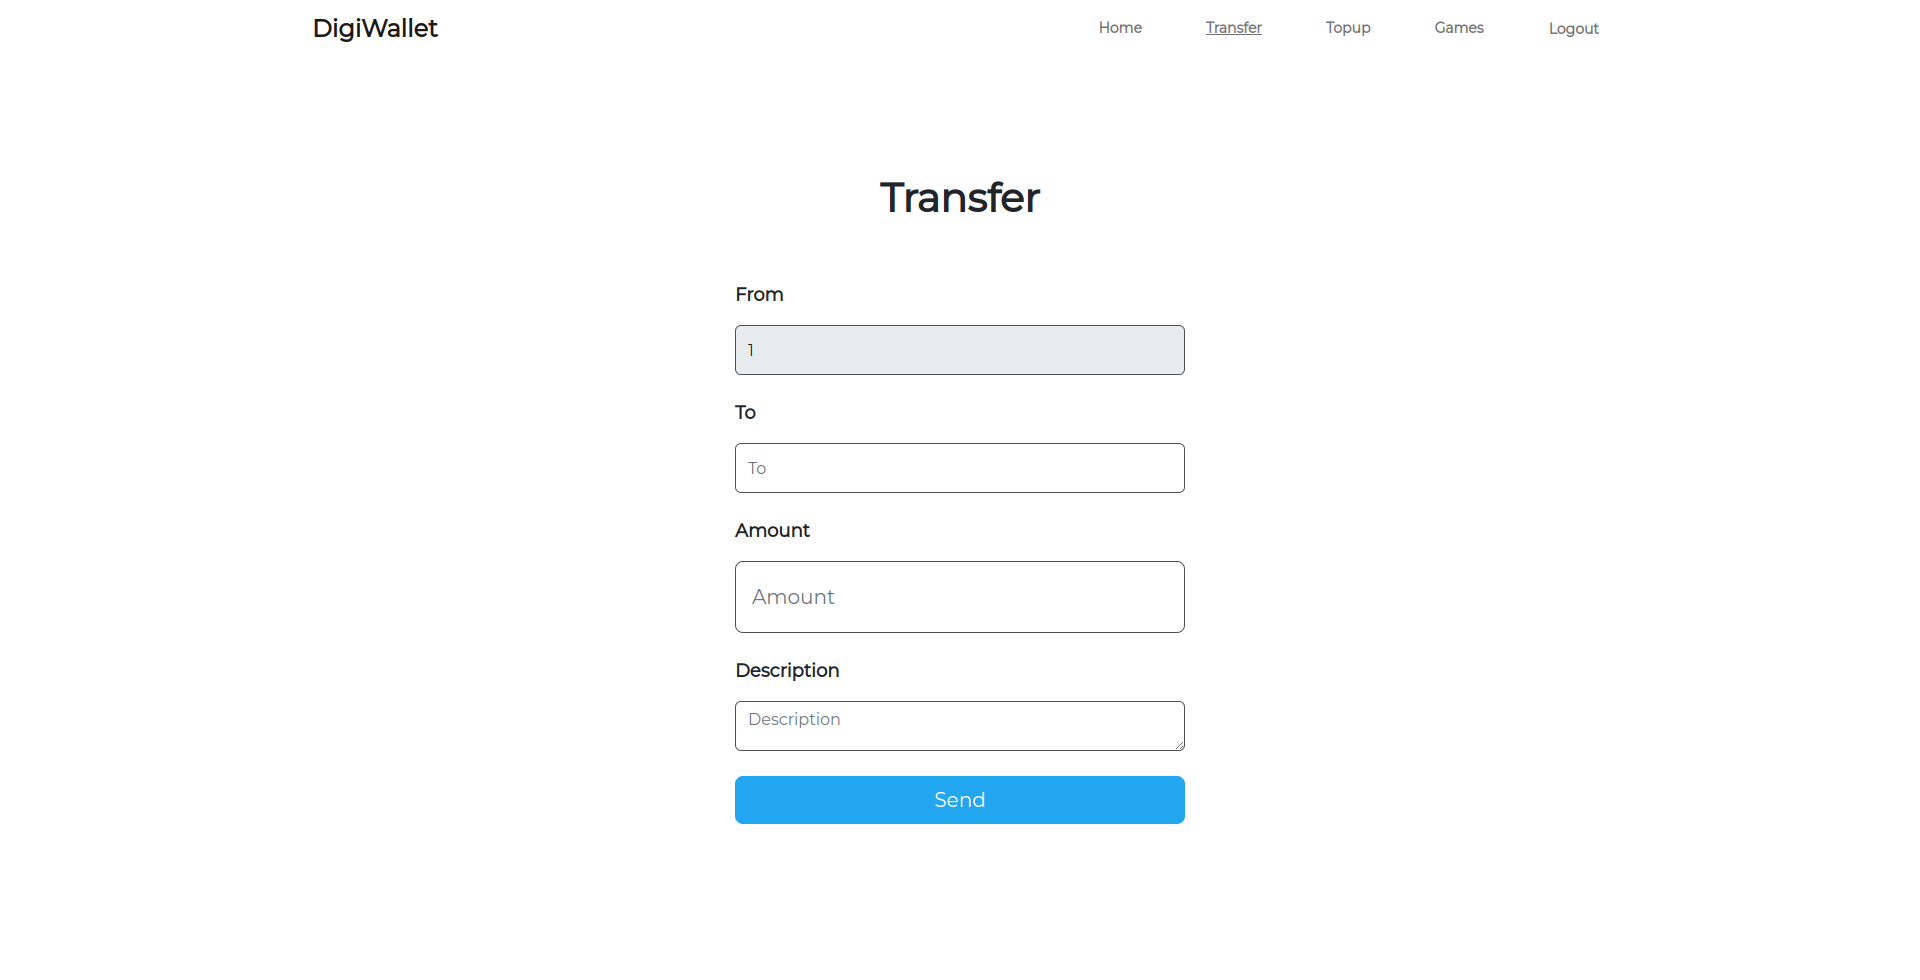 DigiWallet
Home Transfer Topup Games Logout
Transfer
From
1
To
To
Amount
Amount
Description
Description
Send